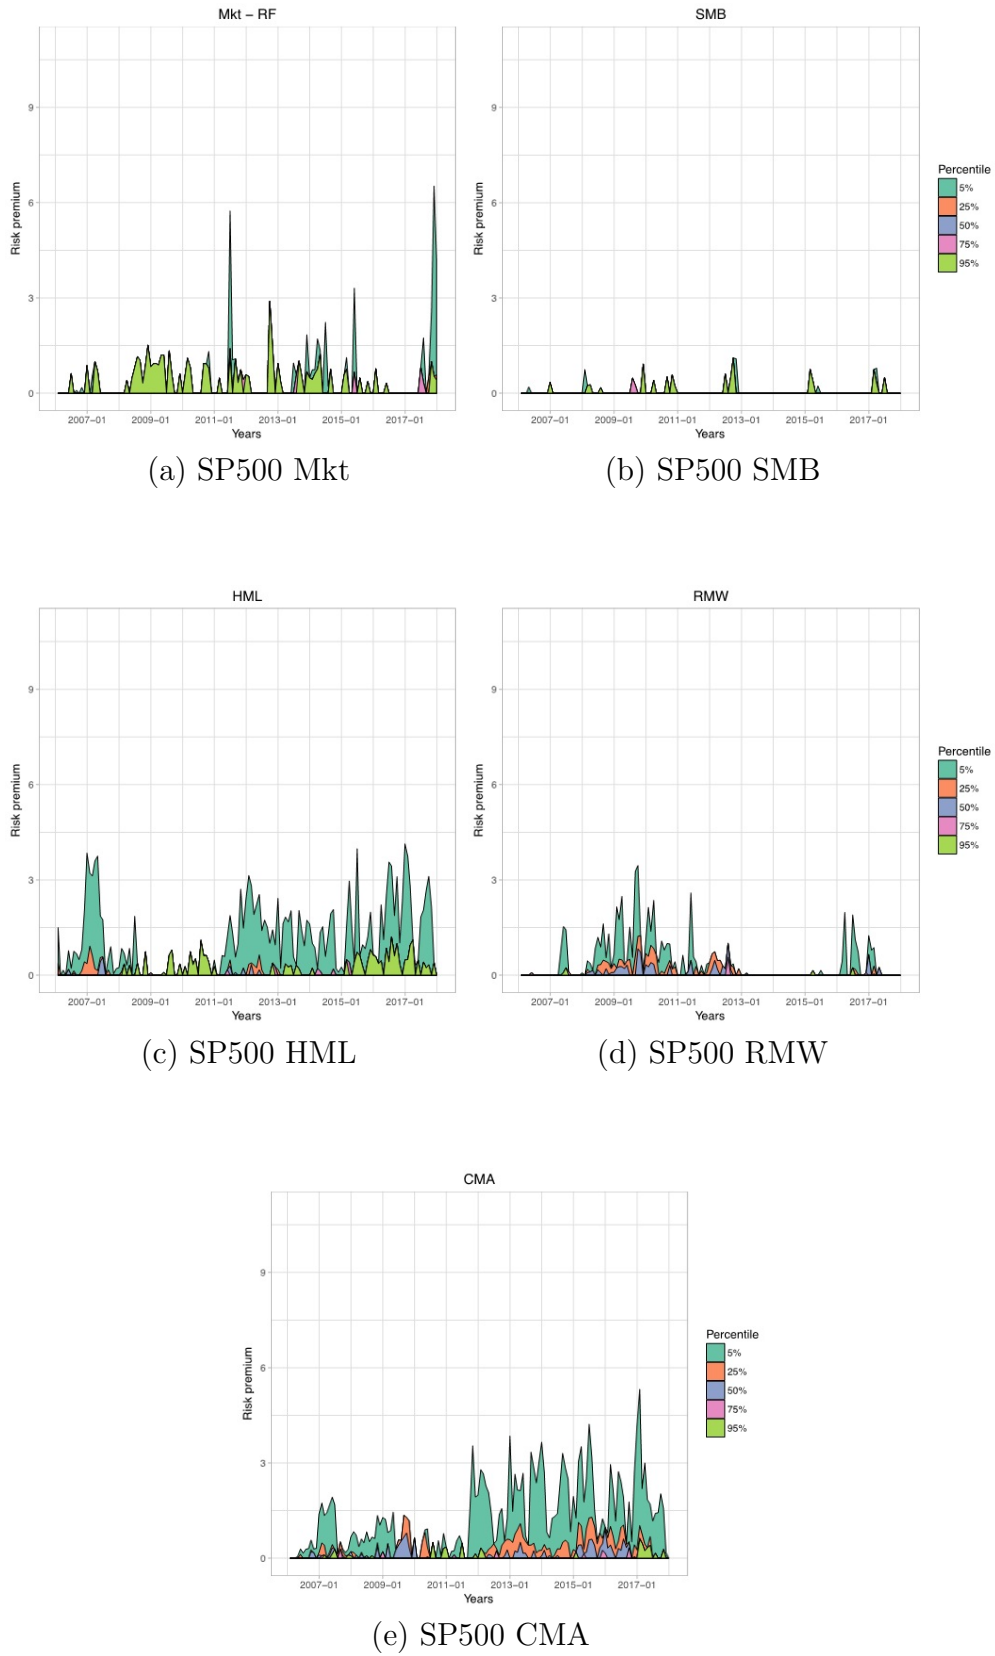 Mkt − RF
9
6
3
0
Risk premium
2007−01 2009−01 2011−01 2013−01 2015−01 2017−01
Years
(a) SP500 Mkt
SMB
9
6
3
0
Risk premium
2007−01 2009−01 2011−01 2013−01 2015−01 2017−01
Years
(b) SP500 SMB
Percentile
5%
25%
50%
75%
95%
HML
9
6
3
0
Risk premium
2007−01 2009−01 2011−01 2013−01 2015−01 2017−01
Years
(c) SP500 HML
RMW
9
6
3
0
Risk premium
2007−01 2009−01 2011−01 2013−01 2015−01 2017−01
Years
(d) SP500 RMW
Percentile
5%
25%
50%
75%
95%
CMA
9
6
3
0
Risk premium
2007−01 2009−01 2011−01 2013−01 2015−01 2017−01
Years
(e) SP500 CMA
Percentile
5%
25%
50%
75%
95%